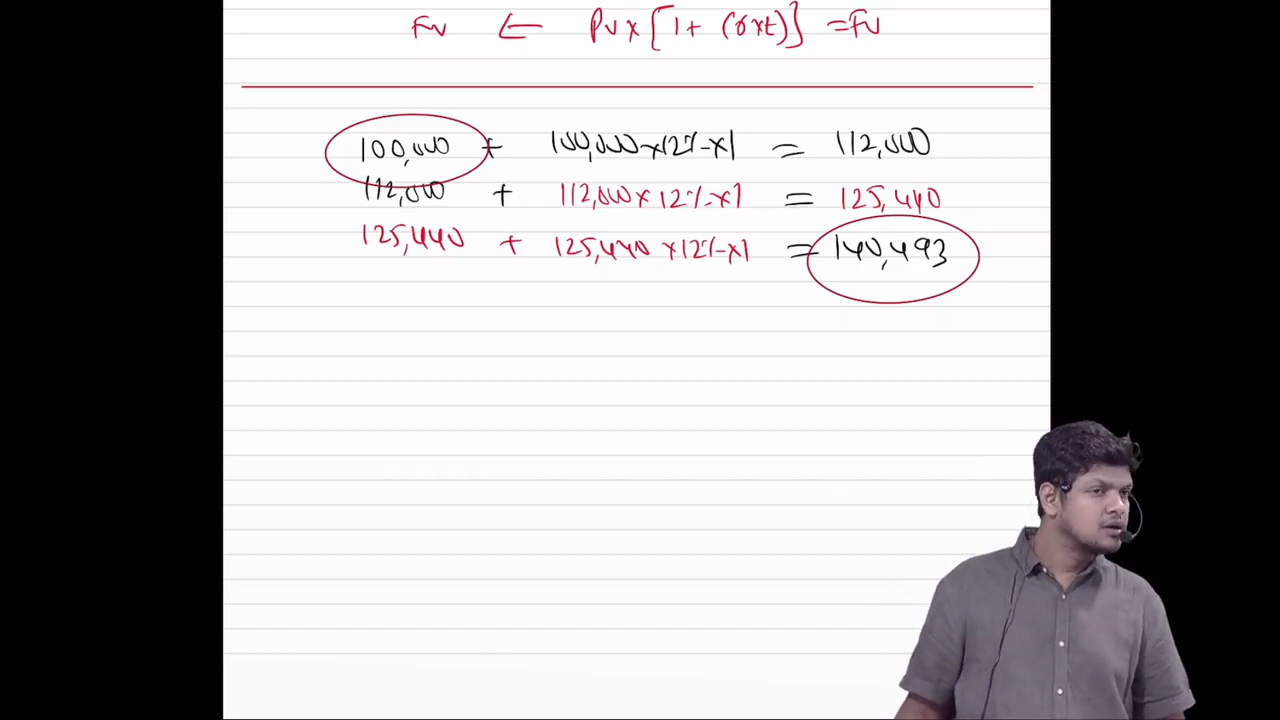 FV ← PV x [1 + (r x t)] = FV
100,000 + 100,000 x 12% x 1 = 112,000
112,000 + 112,000 x 12% x 1 = 125,440
125,440 + 125,440 x 12% x 1 = 140,493